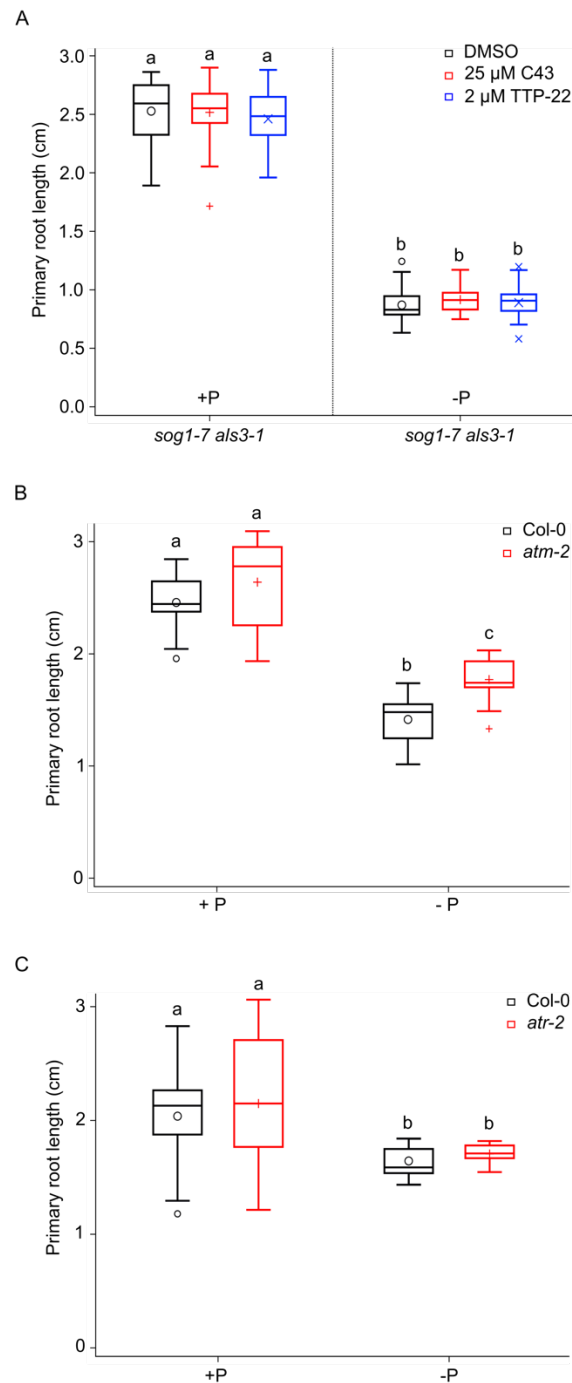 A
Primary root length (cm)
3.0
2.5
2.0
1.5
1.0
0.5
0.0
a a a
b b b
DMSO
25 µM C43
2 µM TTP-22
+P -P
sog1-7 als3-1 sog1-7 als3-1
B
Primary root length (cm)
3
2
1
0
a a
b c
Col-0
atm-2
+ P - P
C
Primary root length (cm)
3
2
1
0
a a
b b
Col-0
atr-2
+P -P